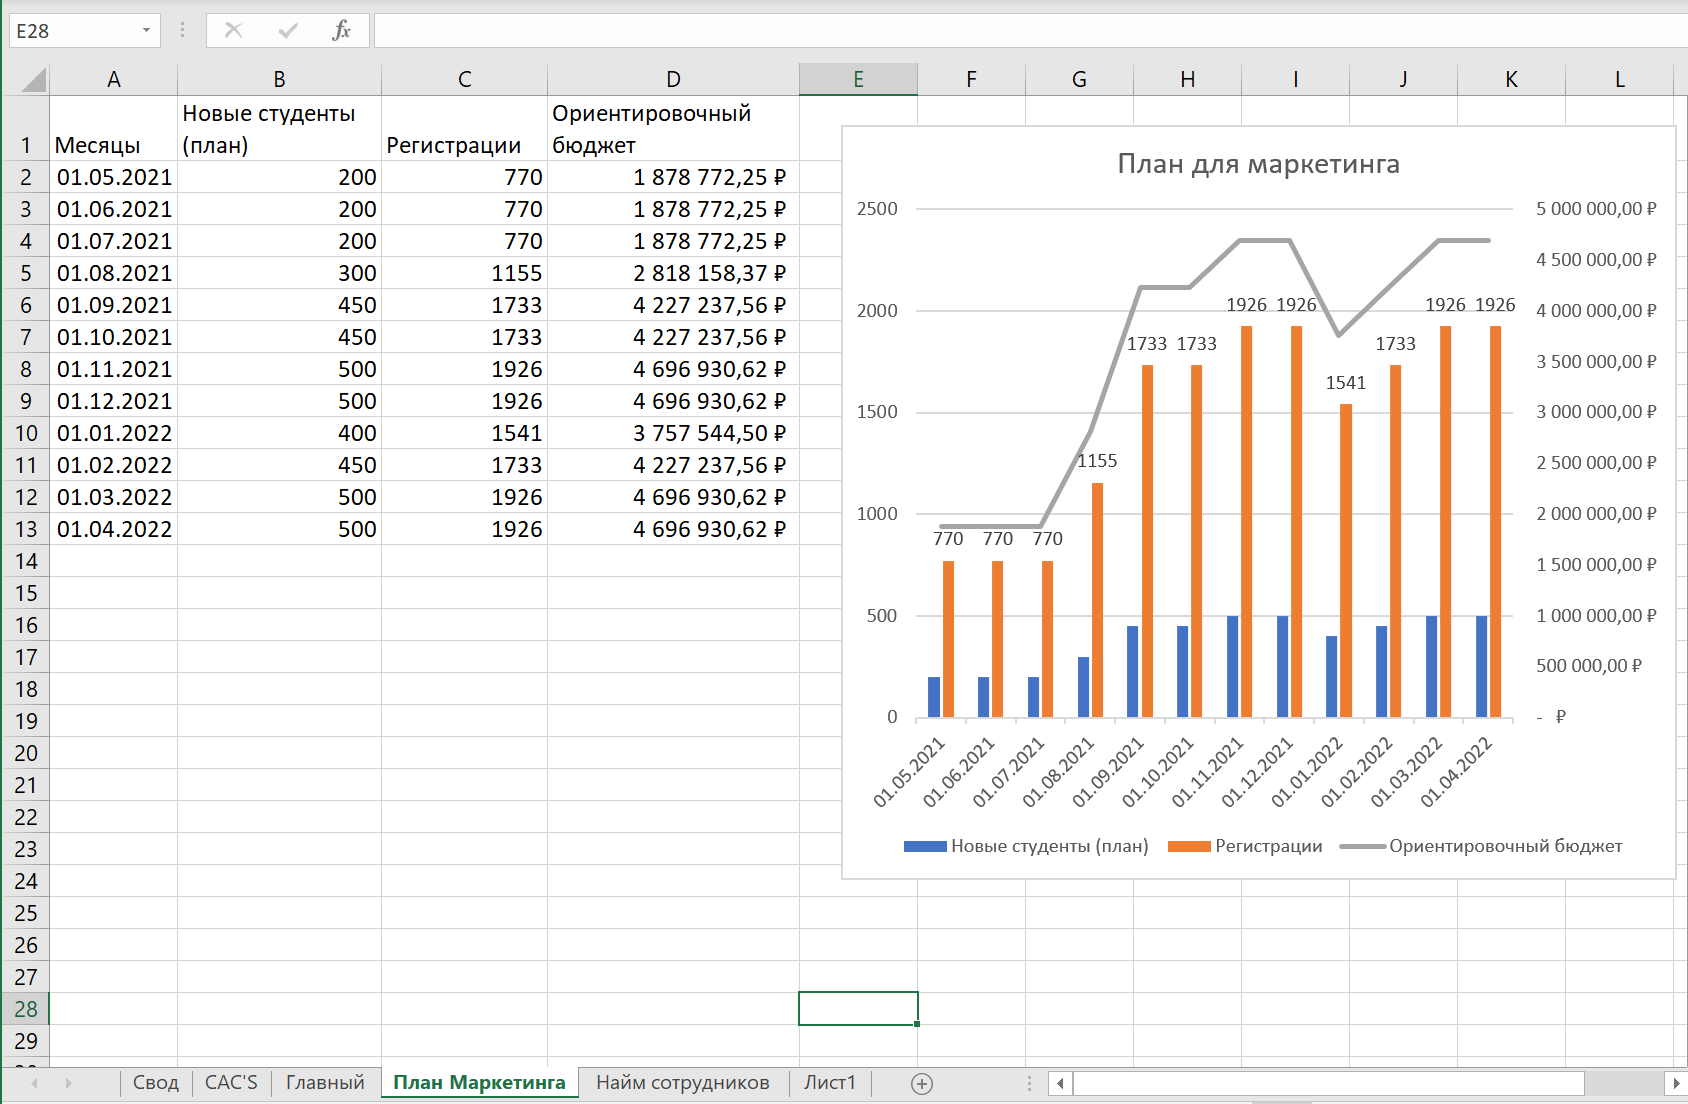 E28
fx
A B C D E F G H I J K L
1 Месяцы Новые студенты (план) Регистрации Ориентировочный бюджет
2 01.05.2021 200 770 1 878 772,25 ₽
3 01.06.2021 200 770 1 878 772,25 ₽
4 01.07.2021 200 770 1 878 772,25 ₽
5 01.08.2021 300 1155 2 818 158,37 ₽
6 01.09.2021 450 1733 4 227 237,56 ₽
7 01.10.2021 450 1733 4 227 237,56 ₽
8 01.11.2021 500 1926 4 696 930,62 ₽
9 01.12.2021 500 1926 4 696 930,62 ₽
10 01.01.2022 400 1541 3 757 544,50 ₽
11 01.02.2022 450 1733 4 227 237,56 ₽
12 01.03.2022 500 1926 4 696 930,62 ₽
13 01.04.2022 500 1926 4 696 930,62 ₽
14
15
16
17
18
19
20
21
22
23
24
25
26
27
28
29
План для маркетинга
2500
2000
1500
1000
500
0
5 000 000,00 ₽
4 500 000,00 ₽
4 000 000,00 ₽
3 500 000,00 ₽
3 000 000,00 ₽
2 500 000,00 ₽
2 000 000,00 ₽
1 500 000,00 ₽
1 000 000,00 ₽
500 000,00 ₽
- ₽
770 770 770 1155 1733 1733 1926 1926 1541 1733 1926 1926
01.05.2021 01.06.2021 01.07.2021 01.08.2021 01.09.2021 01.10.2021 01.11.2021 01.12.2021 01.01.2022 01.02.2022 01.03.2022 01.04.2022
Новые студенты (план) Регистрации Ориентировочный бюджет
Свод CAC'S Главный План Маркетинга Найм сотрудников Лист1